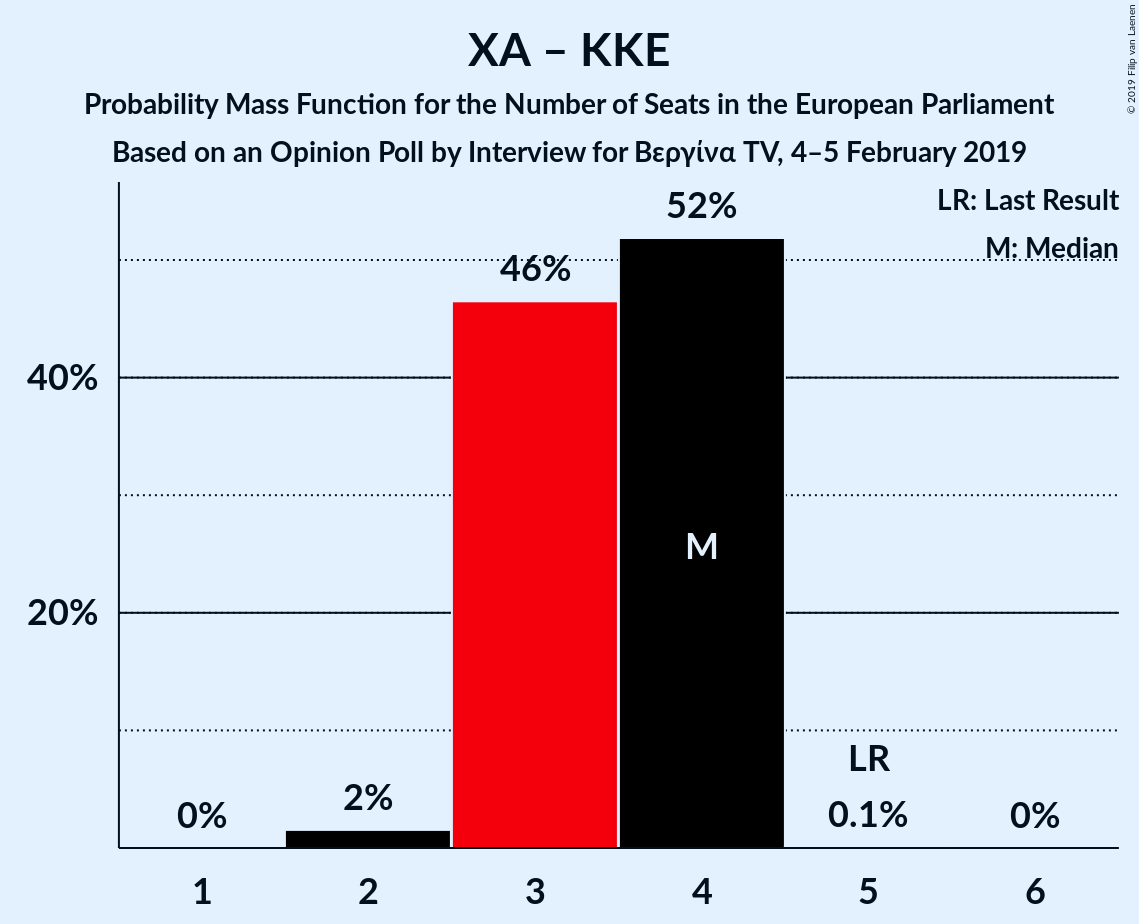 XA – KKE
Probability Mass Function for the Number of Seats in the European Parliament
Based on an Opinion Poll by Interview for Βεργίνα TV, 4–5 February 2019
© 2019 Filip van Laenen
LR: Last Result
M: Median
52%
46%
40%
M
20%
LR
0%
2%
0.1%
0%
1
2
3
4
5
6